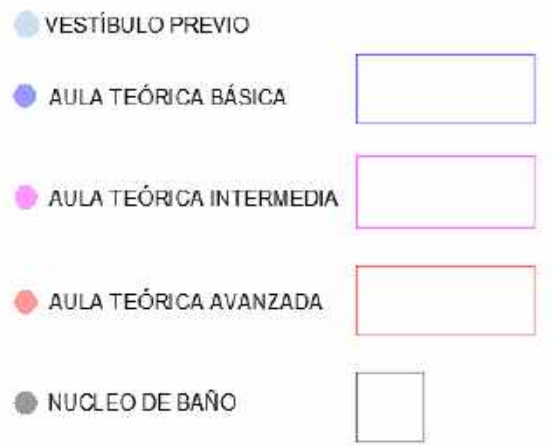 VESTÍBULO PREVIO
AULA TEÓRICA BÁSICA
AULA TEÓRICA INTERMEDIA
AULA TEÓRICA AVANZADA
NUCLEO DE BAÑO